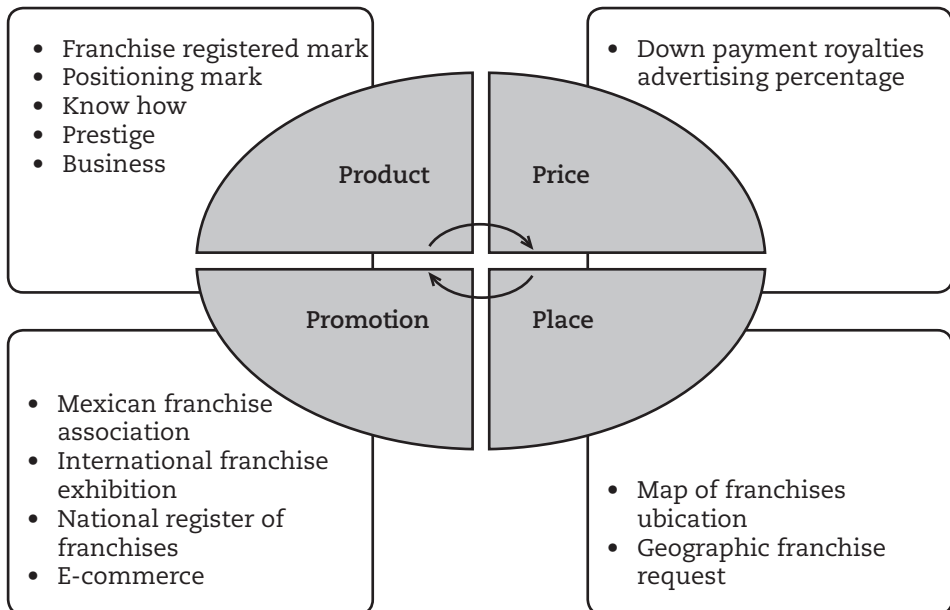 • Franchise registered mark
• Positioning mark
• Know how
• Prestige
• Business
• Down payment royalties
advertising percentage
Product
Price
Promotion
Place
• Mexican franchise
association
• International franchise
exhibition
• National register of
franchises
• E-commerce
• Map of franchises
ubication
• Geographic franchise
request